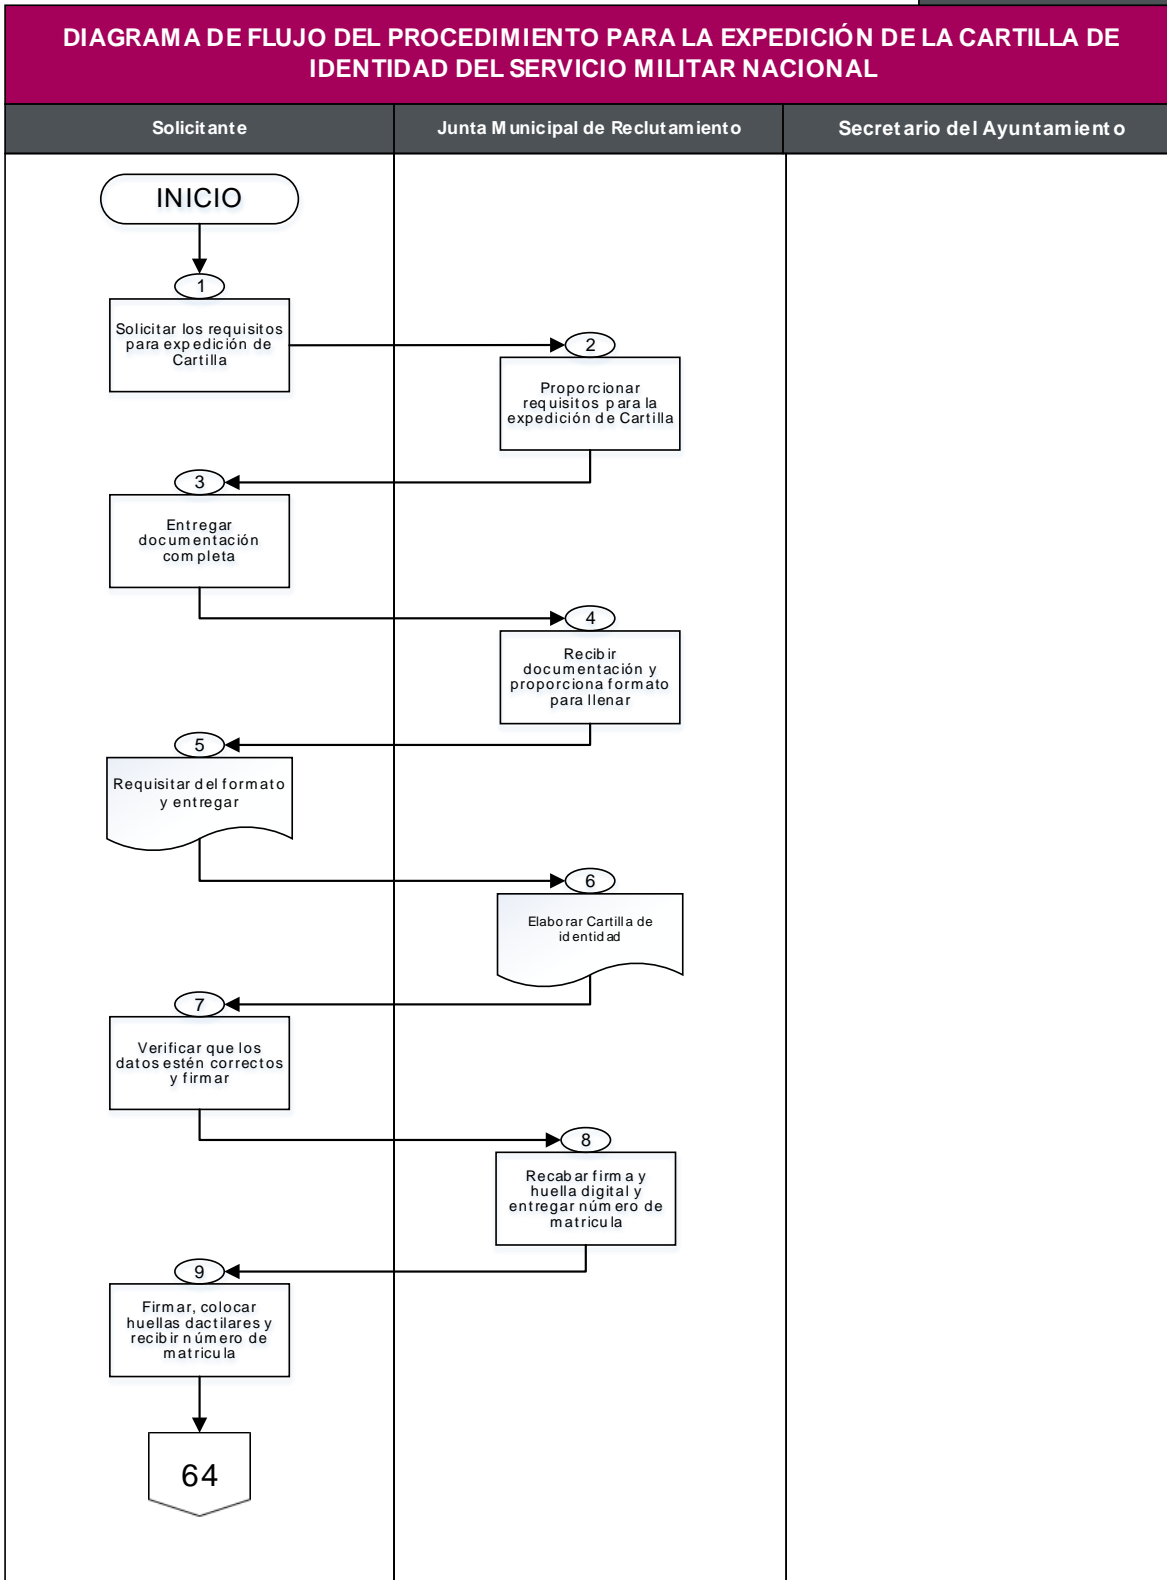 DIAGRAMA DE FLUJO DEL PROCEDIMIENTO PARA LA EXPEDICIÓN DE LA CARTILLA DE
IDENTIDAD DEL SERVICIO MILITAR NACIONAL
Solicitante
Junta Municipal de Reclutamiento
Secretario del Ayuntamiento
INICIO
1
Solicitar los requisitos
para expedición de
Cartilla
2
Proporcionar
requisitos para la
expedición de Cartilla
3
Entregar
documentación
completa
4
Recibir
documentación y
proporciona formato
para llenar
5
Requisitar del formato
y entregar
6
Elaborar Cartilla de
identidad
7
Verificar que los
datos estén correctos
y firmar
8
Recabar firma y
huella digital y
entregar número de
matricula
9
Firmar, colocar
huellas dactilares y
recibir número de
matricula
64